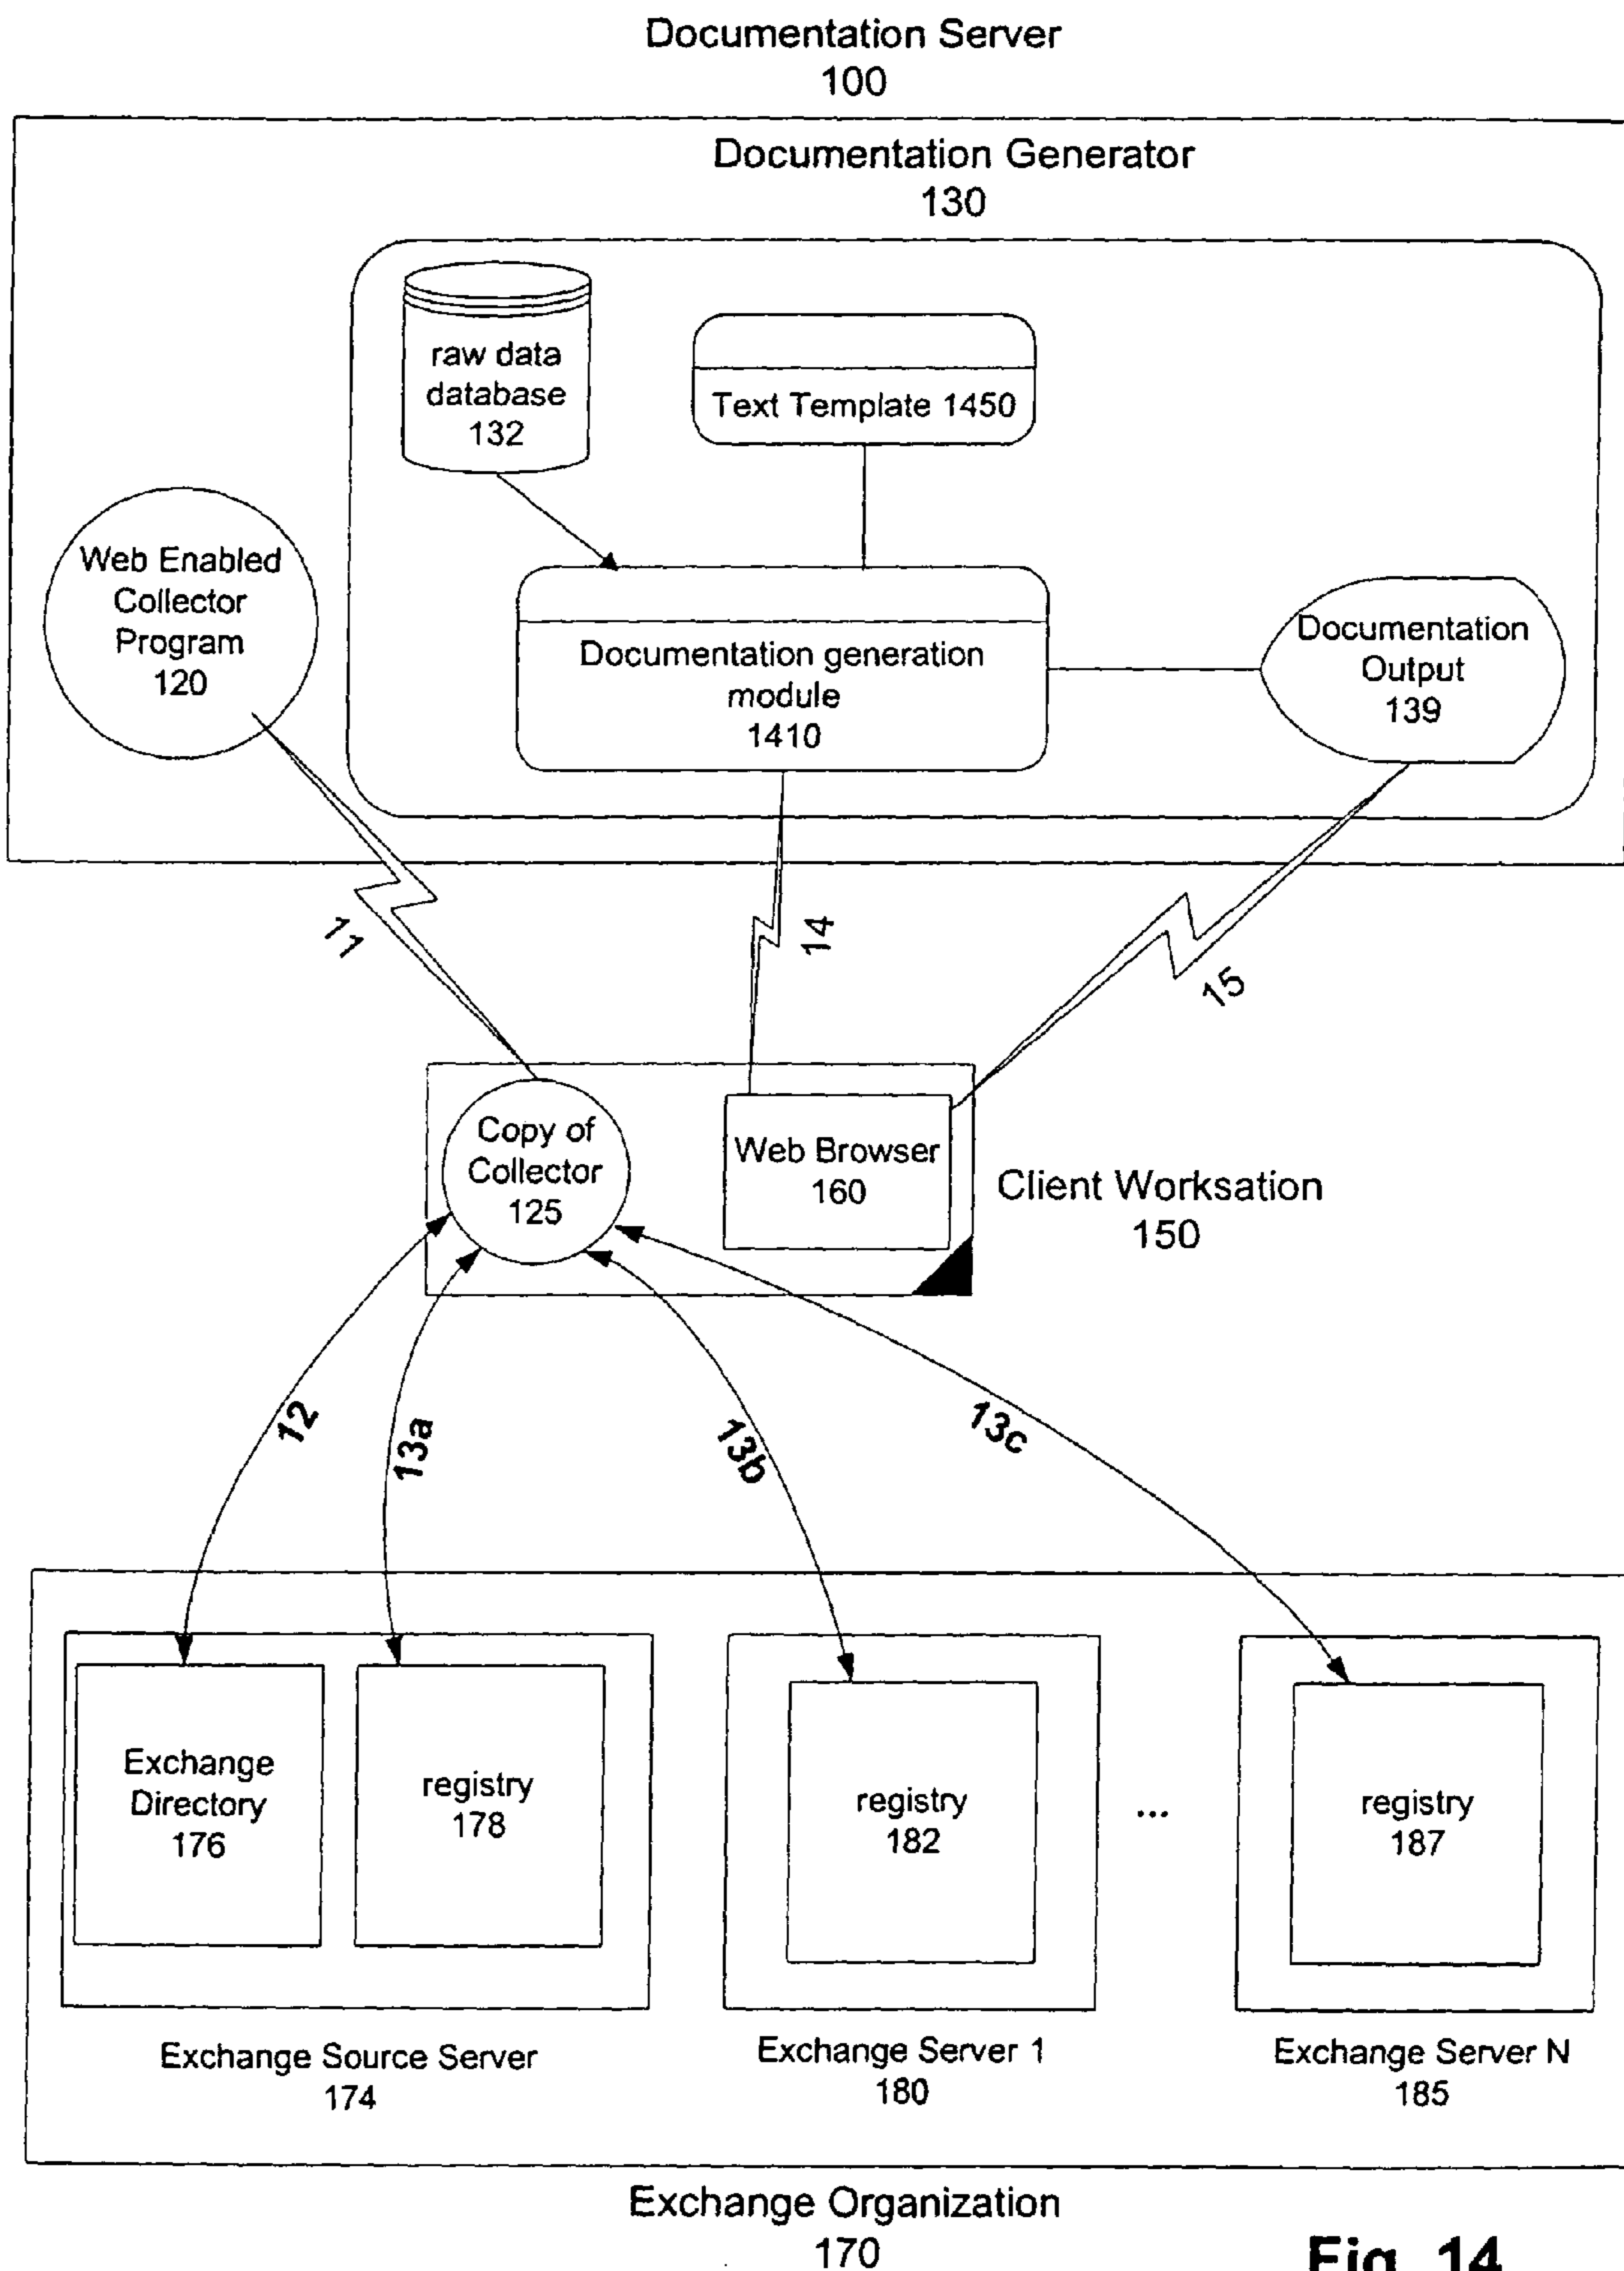 Documentation Server
100
Documentation Generator
130
raw data
database
132
Text Template 1450
Web Enabled
Collector
Program
120
Documentation generation
module
1410
Documentation
Output
139
11
14
15
Copy of
Collector
125
Web Browser
160
Client Worksation
150
12
13a
13b
13c
Exchange
Directory
176
registry
178
registry
182
...
registry
187
Exchange Source Server
174
Exchange Server 1
180
Exchange Server N
185
Exchange Organization
170
Fig. 14